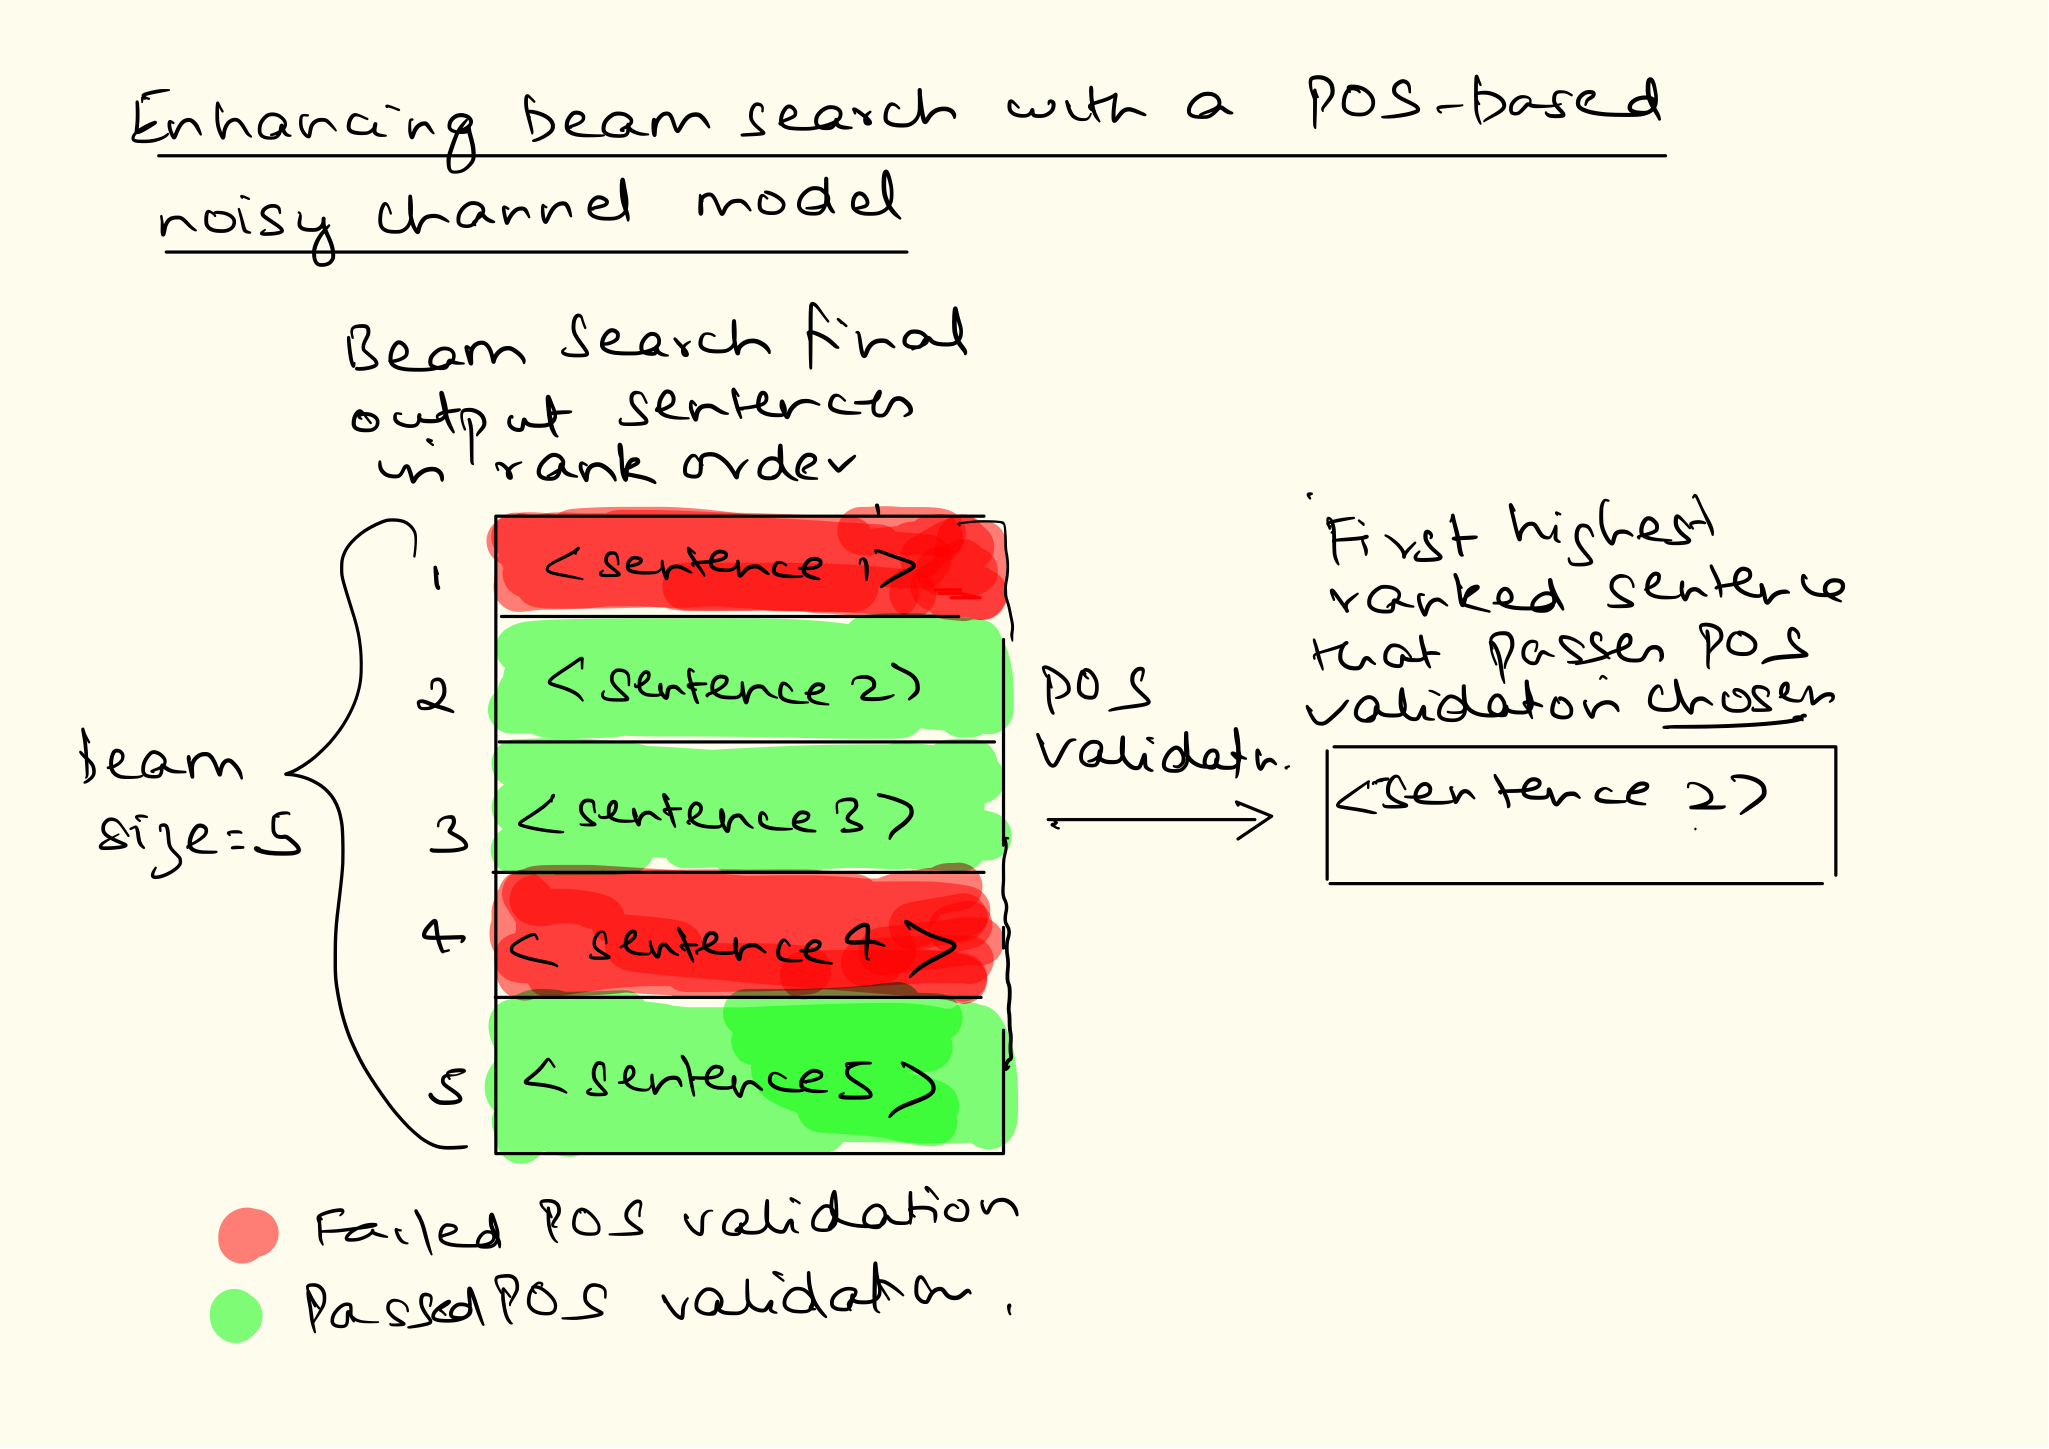 Enhancing beam search with a POS-based
noisy channel model
Beam search final
output sentences
in rank order
1
<sentence 1>
2
<sentence 2>
3
<sentence 3>
4
<sentence 4>
5
<sentence 5>
beam
size=5
POS
validatn.
First highest
ranked sentence
that passes POS
validation chosen
<sentence 2>
Failed POS validation
Passed POS validation.